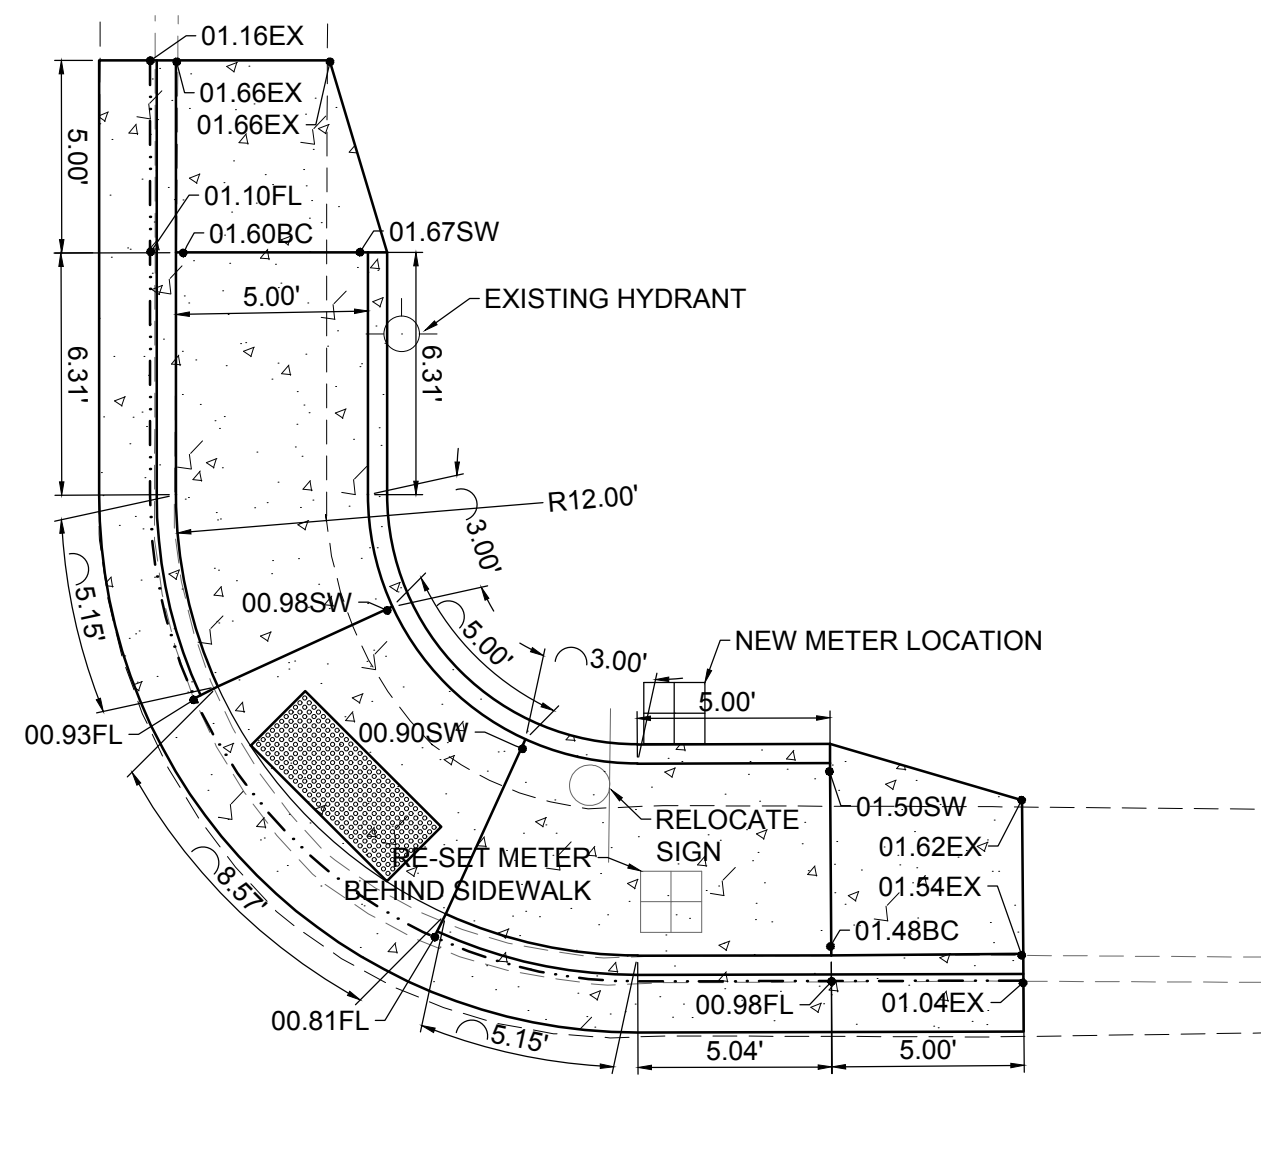 01.16EX
01.66EX
01.66EX
5.00'
01.10FL
01.60BC
01.67SW
5.00'
EXISTING HYDRANT
6.31'
6.31'
R12.00'
3.00'
5.15'
00.98SW
5.00'
3.00'
NEW METER LOCATION
5.00'
00.93FL
00.90SW
01.50SW
RELOCATE
SIGN
01.62EX
RE-SET METER
BEHIND SIDEWALK
01.54EX
8.57'
01.48BC
00.98FL
01.04EX
00.81FL
5.15'
5.04'
5.00'